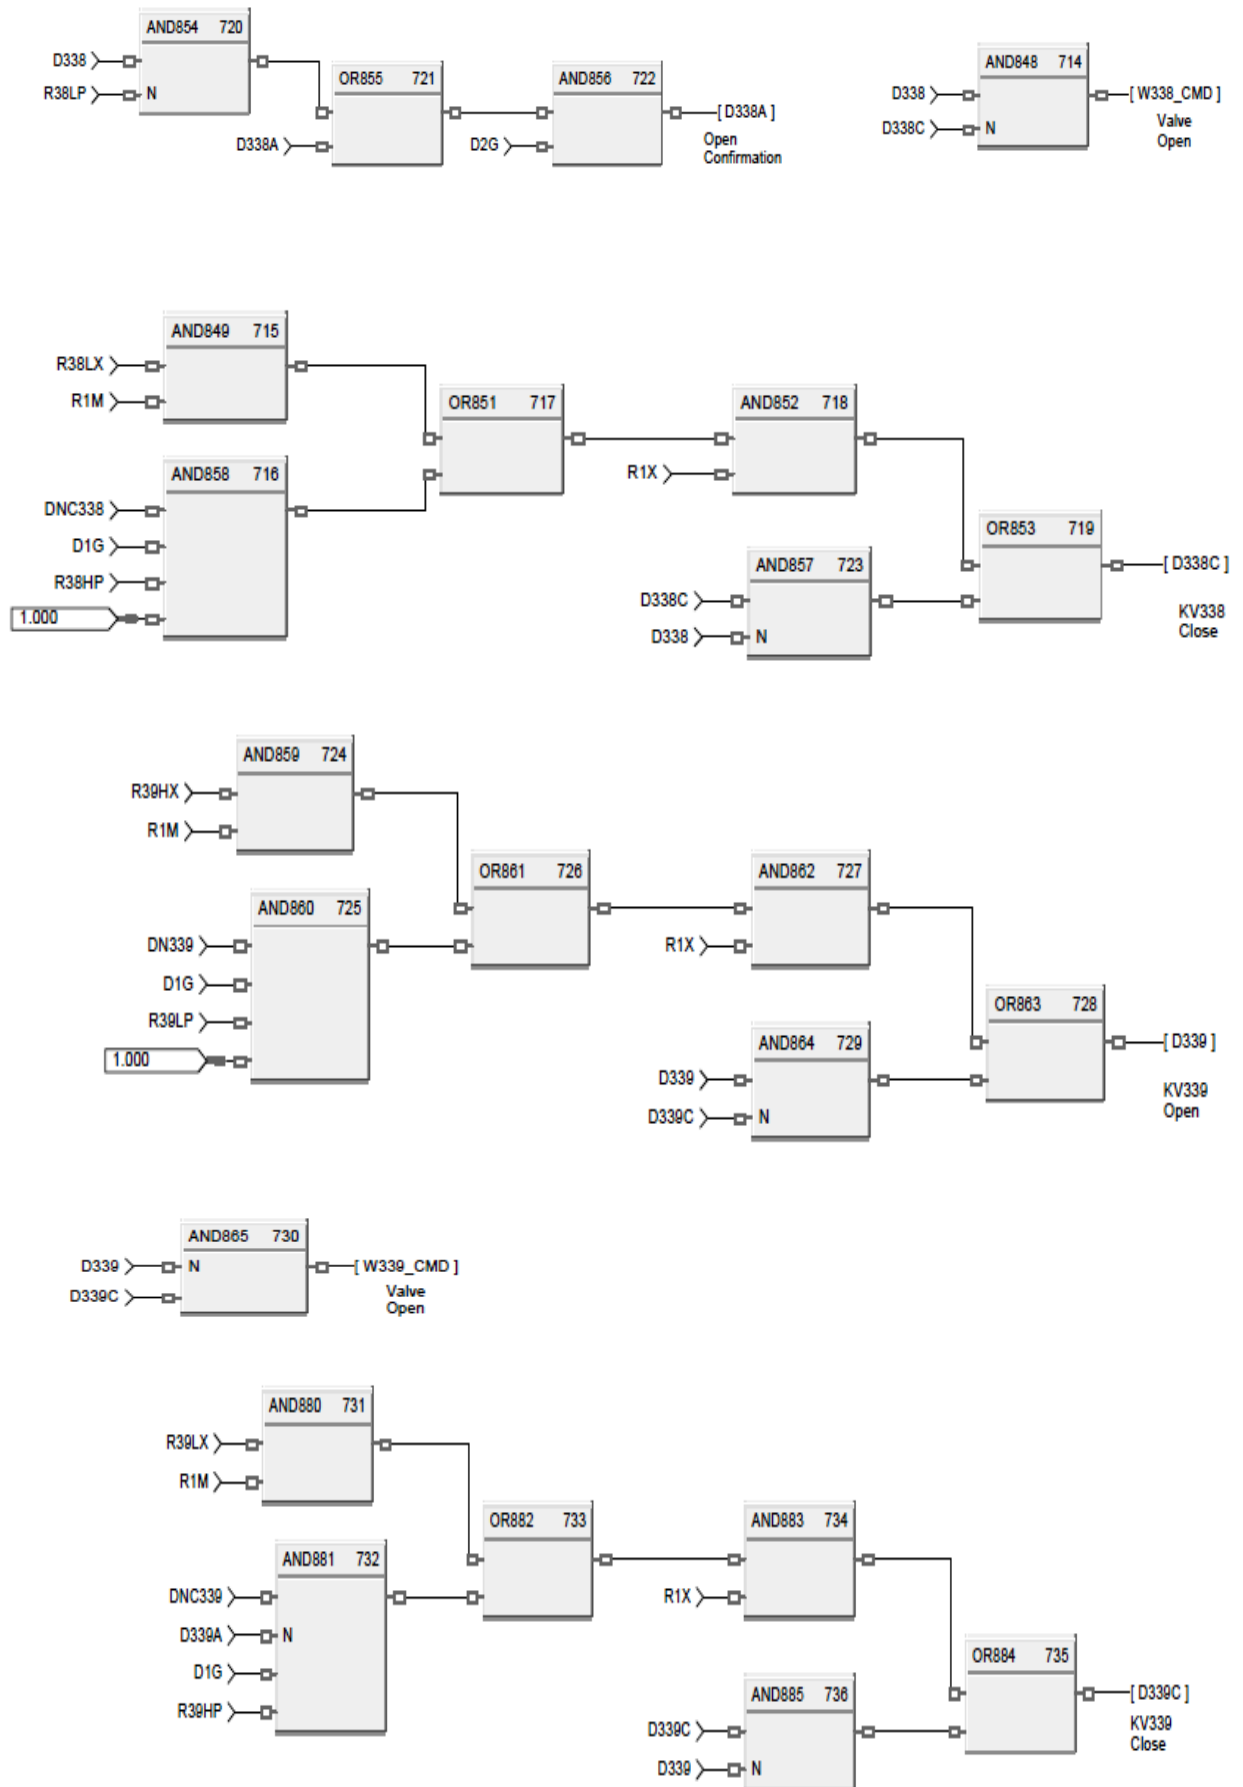 AND854 720
D338
R38LP N
OR855 721
D338A
AND856 722
D2G
[ D338A ]
Open
Confirmation
AND848 714
D338
D338C N
[ W338_CMD ]
Valve
Open
AND849 715
R38LX
R1M
AND858 716
DNC338
D1G
R38HP
1.000
OR851 717
AND852 718
R1X
AND857 723
D338C
D338 N
OR853 719
[ D338C ]
KV338
Close
AND859 724
R39HX
R1M
AND860 725
DN339
D1G
R39LP
1.000
OR861 726
AND862 727
R1X
AND864 729
D339
D339C N
OR863 728
[ D339 ]
KV339
Open
AND865 730
D339 N
D339C
[ W339_CMD ]
Valve
Open
AND880 731
R39LX
R1M
AND881 732
DNC339
D339A N
D1G
R39HP
OR882 733
AND883 734
R1X
AND885 736
D339C
D339 N
OR884 735
[ D339C ]
KV339
Close